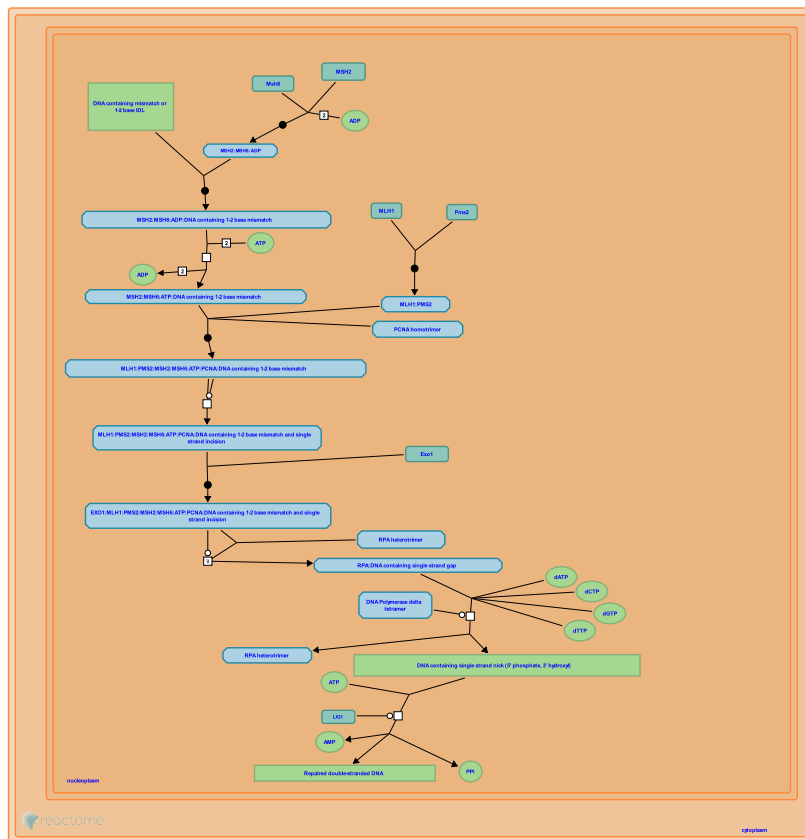 MSH2
Msh6
DNA containing mismatch or
1-2 base IDL
2
ADP
MSH2:MSH6:ADP
MLH1
Pms2
MSH2:MSH6:ADP:DNA containing 1-2 base mismatch
2
ATP
ADP
2
MSH2:MSH6:ATP:DNA containing 1-2 base mismatch
MLH1:PMS2
PCNA homotrimer
MLH1:PMS2:MSH2:MSH6:ATP:PCNA:DNA containing 1-2 base mismatch
MLH1:PMS2:MSH2:MSH6:ATP:PCNA:DNA containing 1-2 base mismatch and single
strand incision
Exo1
EXO1:MLH1:PMS2:MSH2:MSH6:ATP:PCNA:DNA containing 1-2 base mismatch and single
strand incision
RPA heterotrimer
\\
RPA:DNA containing single strand gap
dATP
dCTP
DNA Polymerase delta
tetramer
dGTP
dTTP
RPA heterotrimer
DNA containing single strand nick (5' phosphate, 3' hydroxyl)
ATP
LIG1
AMP
Repaired double-stranded DNA
PPi
nucleoplasm
reactome
cytoplasm